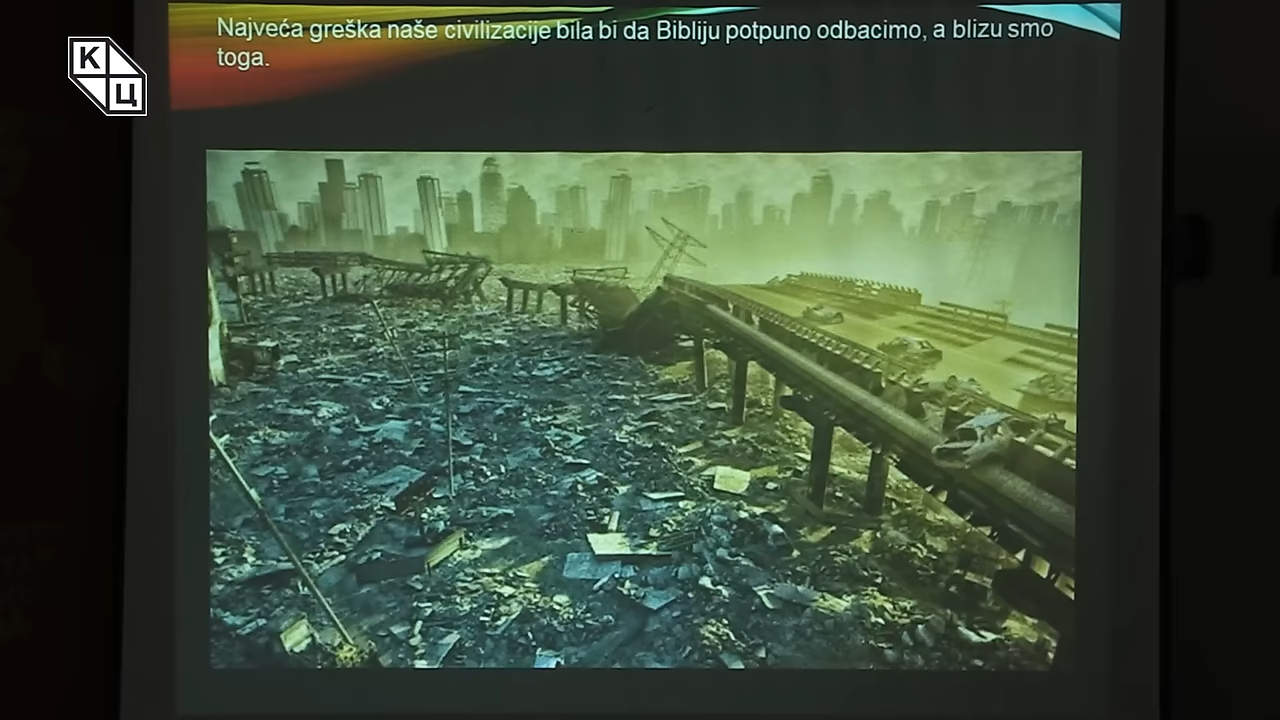 Najveća greška naše civilizacije bila bi da Bibliju potpuno odbacimo, a blizu smo
toga.
К
Ц